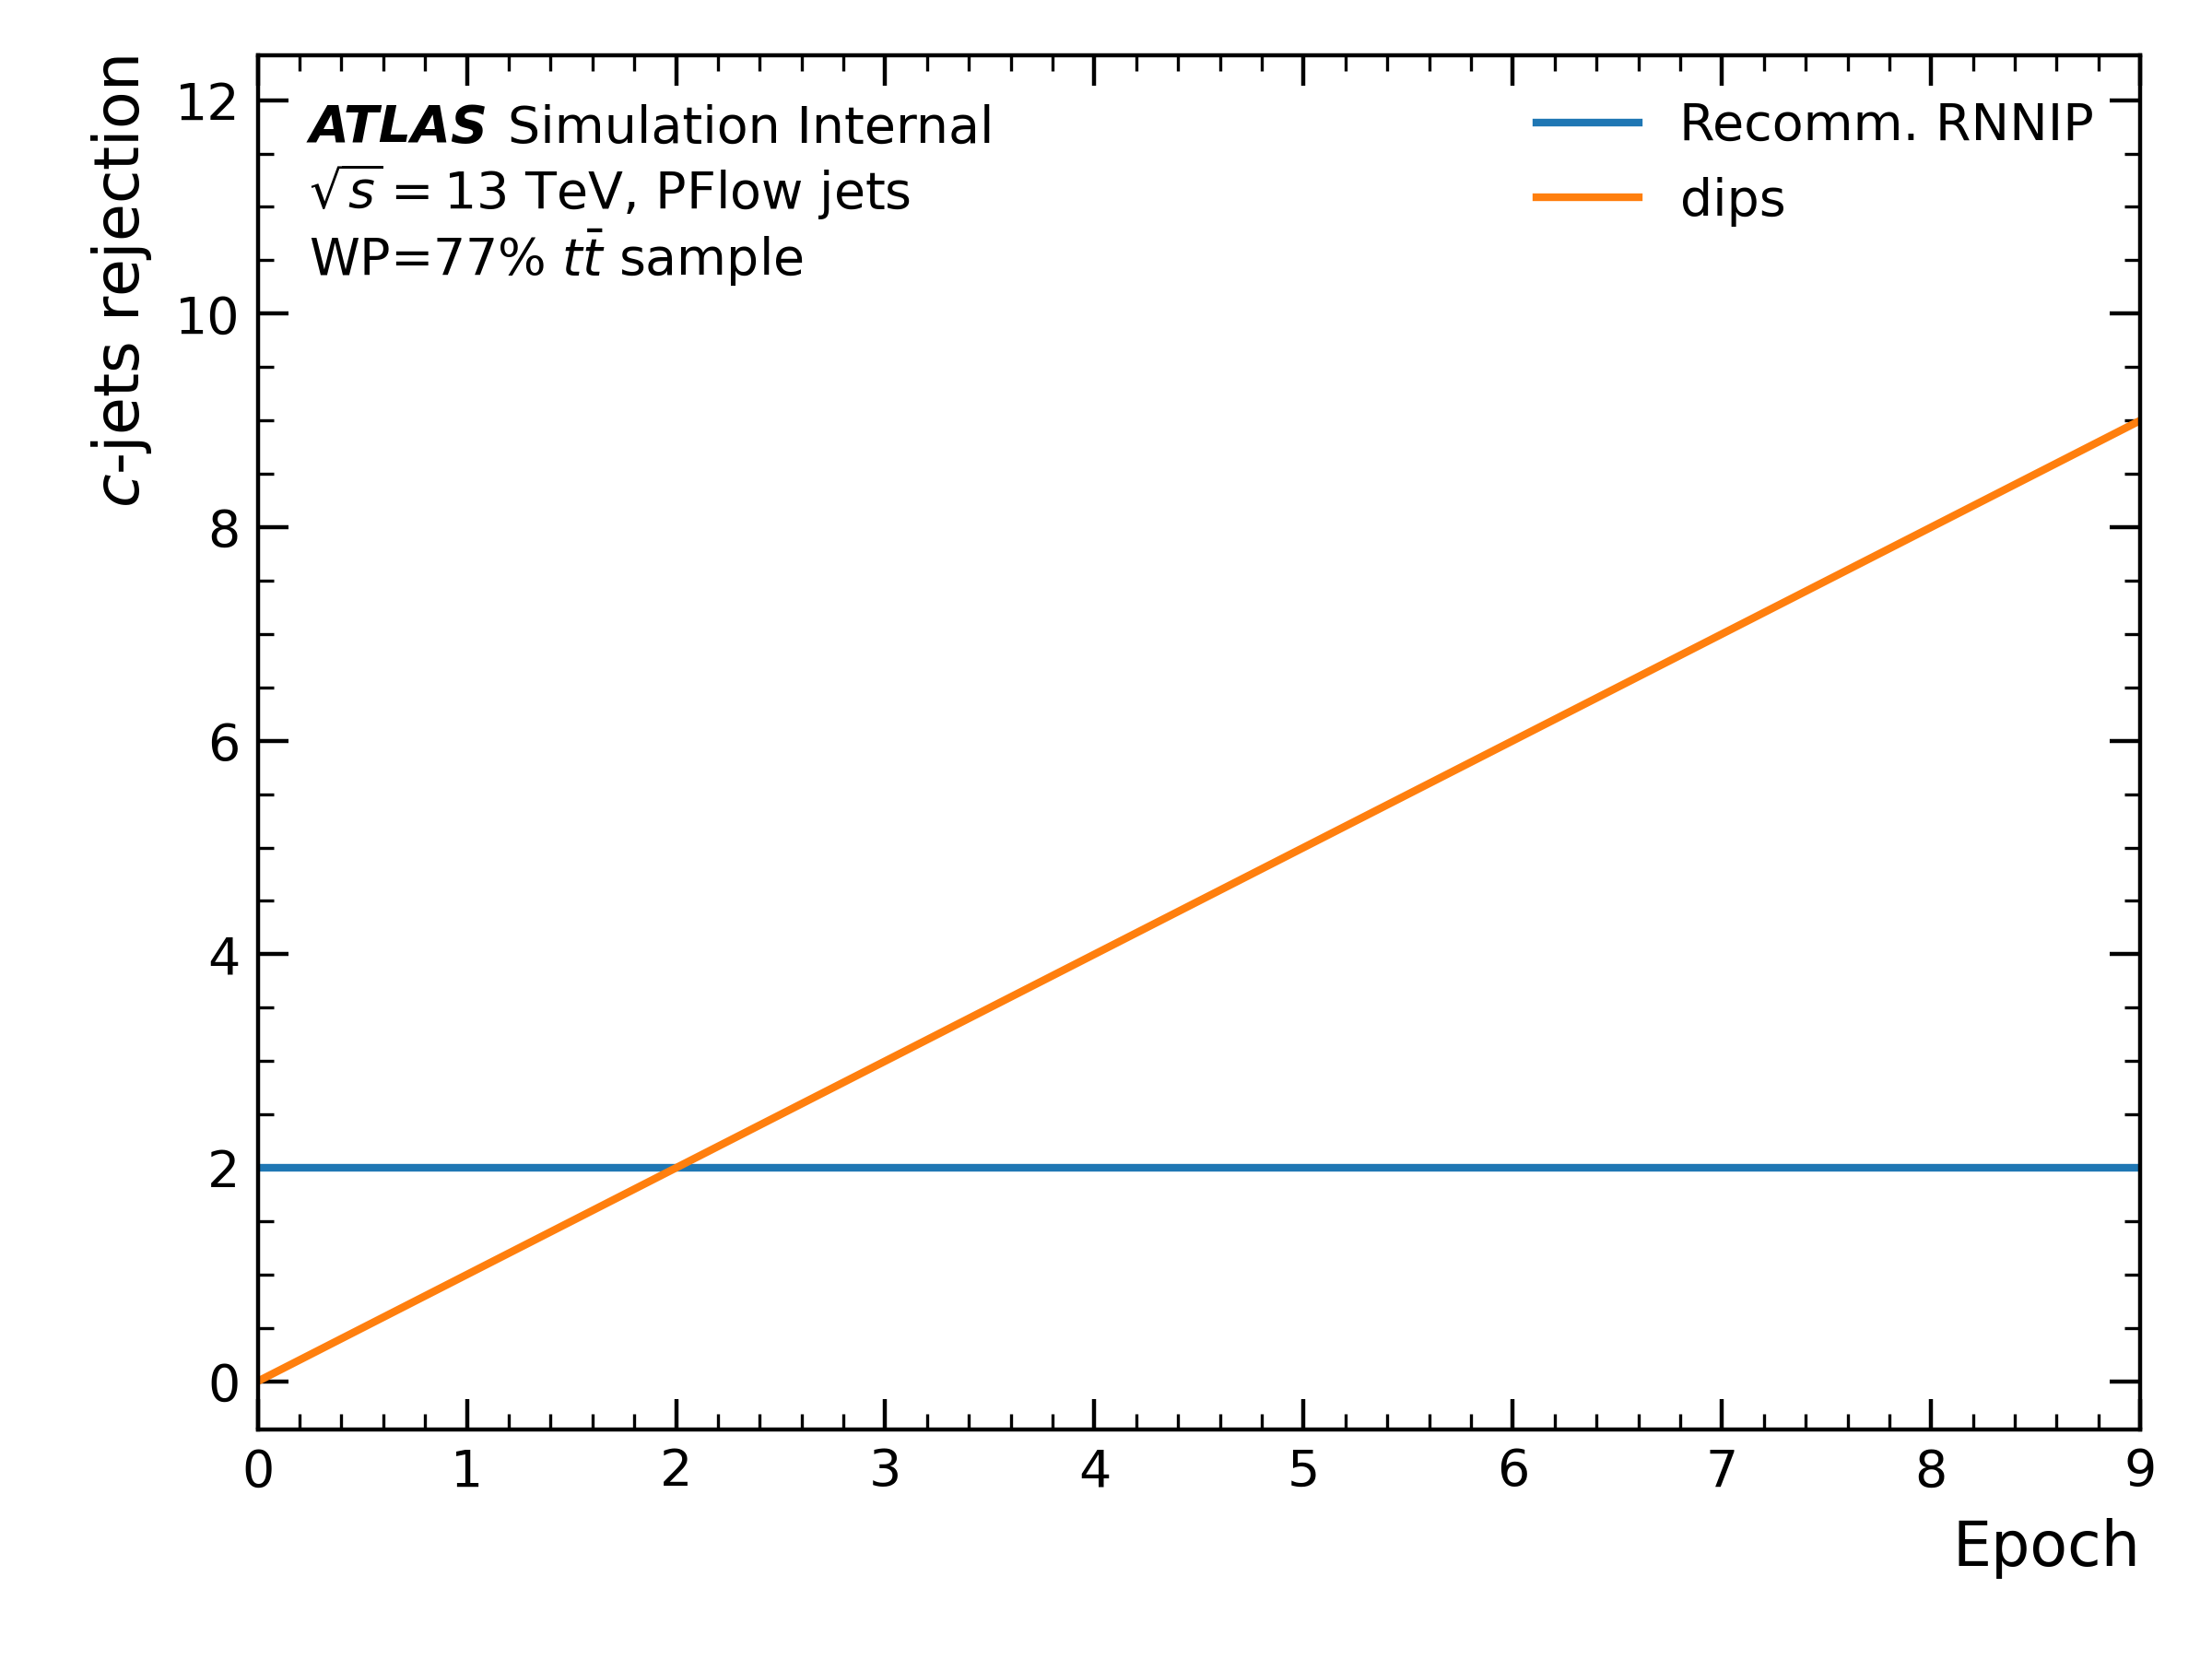 c-jets rejection
12
10
8
6
4
2
0
ATLAS Simulation Internal
√s = 13 TeV, PFlow jets
WP=77% tt̄ sample
Recomm. RNNIP
dips
0 1 2 3 4 5 6 7 8 9
Epoch